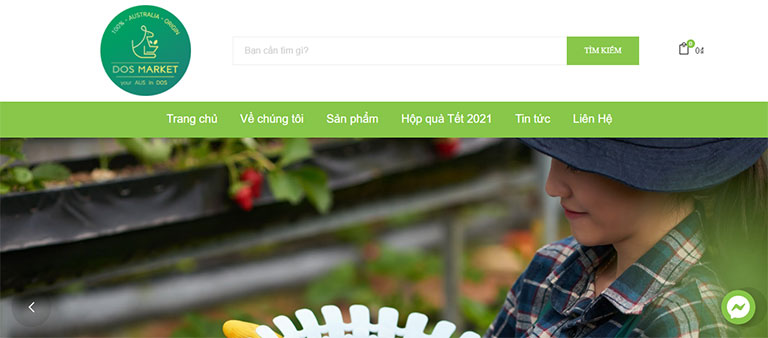 100% - AUSTRALIA - ORIGIN
DOS MARKET
your AUS in DOS
Bạn cần tìm gì?
TÌM KIẾM
0
0₫
Trang chủ
Về chúng tôi
Sản phẩm
Hộp quà Tết 2021
Tin tức
Liên Hệ